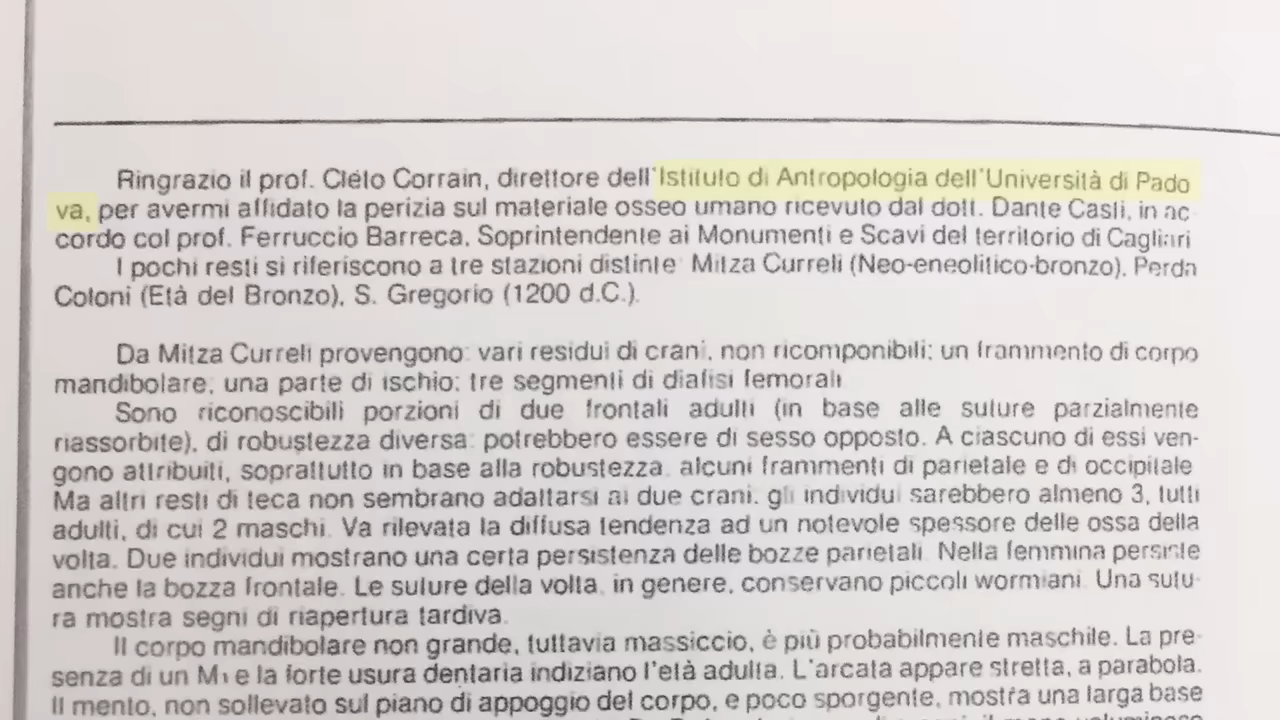 Ringrazio il prof. Cleto Corrain, direttore dell'Istituto di Antropologia dell'Università di Pado
va, per avermi affidato la perizia sul materiale osseo umano ricevuto dal dott. Dante Casti, in ac
cordo col prof. Ferruccio Barreca, Soprintendente ai Monumenti e Scavi del territorio di Cagliari
I pochi resti si riferiscono a tre stazioni distinte: Mitza Curreli (Neo-eneolitico-bronzo), Perda
Coloni (Età del Bronzo), S. Gregorio (1200 d.C.).
Da Mitza Curreli provengono: vari residui di crani, non ricomponibili; un frammento di corpo
mandibolare; una parte di ischio; tre segmenti di diafisi femorali
Sono riconoscibili porzioni di due frontali adulti (in base alle suture parzialmente
riassorbite), di robustezza diversa: potrebbero essere di sesso opposto. A ciascuno di essi ven-
gono attribuiti, soprattutto in base alla robustezza, alcuni frammenti di parietale e di occipitale
Ma altri resti di teca non sembrano adattarsi ai due crani: gli individui sarebbero almeno 3, tutti
adulti, di cui 2 maschi. Va rilevata la diffusa tendenza ad un notevole spessore delle ossa della
volta. Due individui mostrano una certa persistenza delle bozze parietali. Nella femmina persiste
anche la bozza frontale. Le suture della volta, in genere, conservano piccoli wormiani. Una sutu-
ra mostra segni di riapertura tardiva.
Il corpo mandibolare non grande, tuttavia massiccio, è più probabilmente maschile. La pre-
senza di un M1 e la forte usura dentaria indiziano l'età adulta. L'arcata appare stretta, a parabola.
Il mento, non sollevato sul piano di appoggio del corpo, e poco sporgente, mostra una larga base